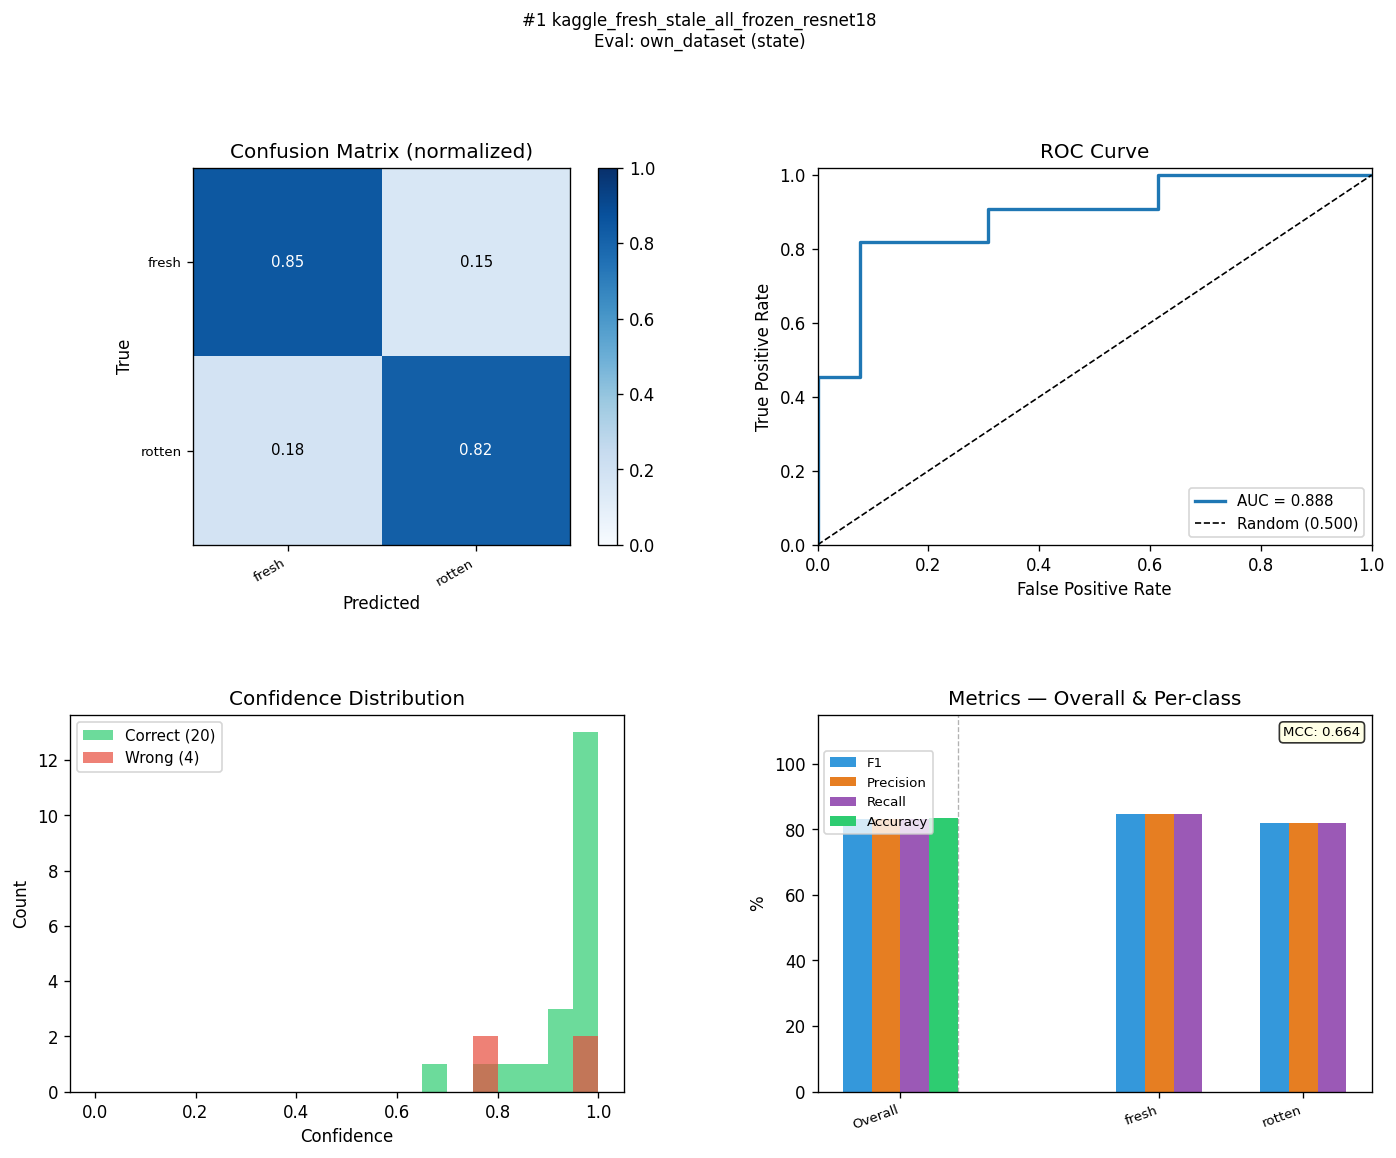 #1 kaggle_fresh_stale_all_frozen_resnet18
Eval: own_dataset (state)
Confusion Matrix (normalized)
True
fresh
rotten
0.85
0.15
0.18
0.82
fresh
rotten
Predicted
1.0
0.8
0.6
0.4
0.2
0.0
ROC Curve
True Positive Rate
1.0
0.8
0.6
0.4
0.2
0.0
AUC = 0.888
Random (0.500)
0.0
0.2
0.4
0.6
0.8
1.0
False Positive Rate
Confidence Distribution
Count
12
10
8
6
4
2
0
Correct (20)
Wrong (4)
0.0
0.2
0.4
0.6
0.8
1.0
Confidence
Metrics — Overall & Per-class
%
100
80
60
40
20
0
F1
Precision
Recall
Accuracy
MCC: 0.664
Overall
fresh
rotten